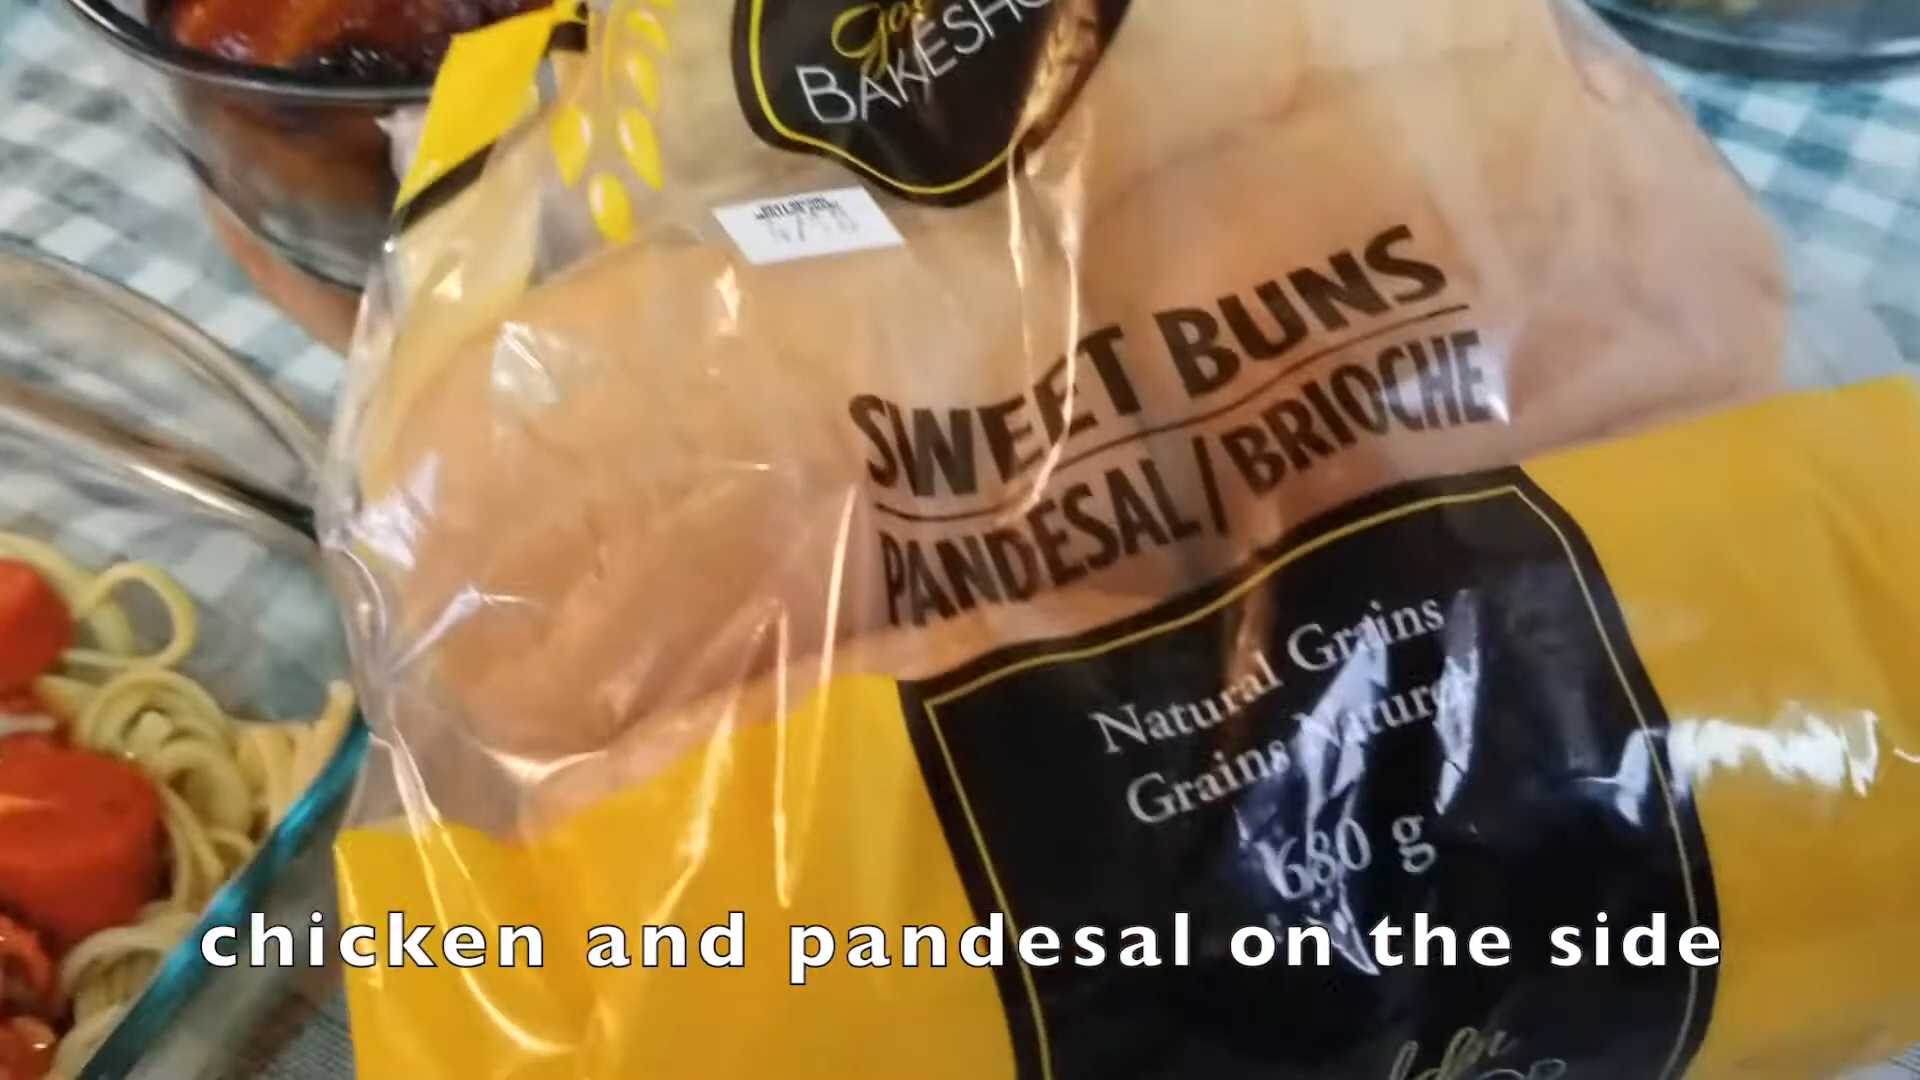 BAKESHO
SWEET BUNS
PANDESAL/BRIOCHE
Natural Grains
Grains Nature
680 g
chicken and pandesal on the side